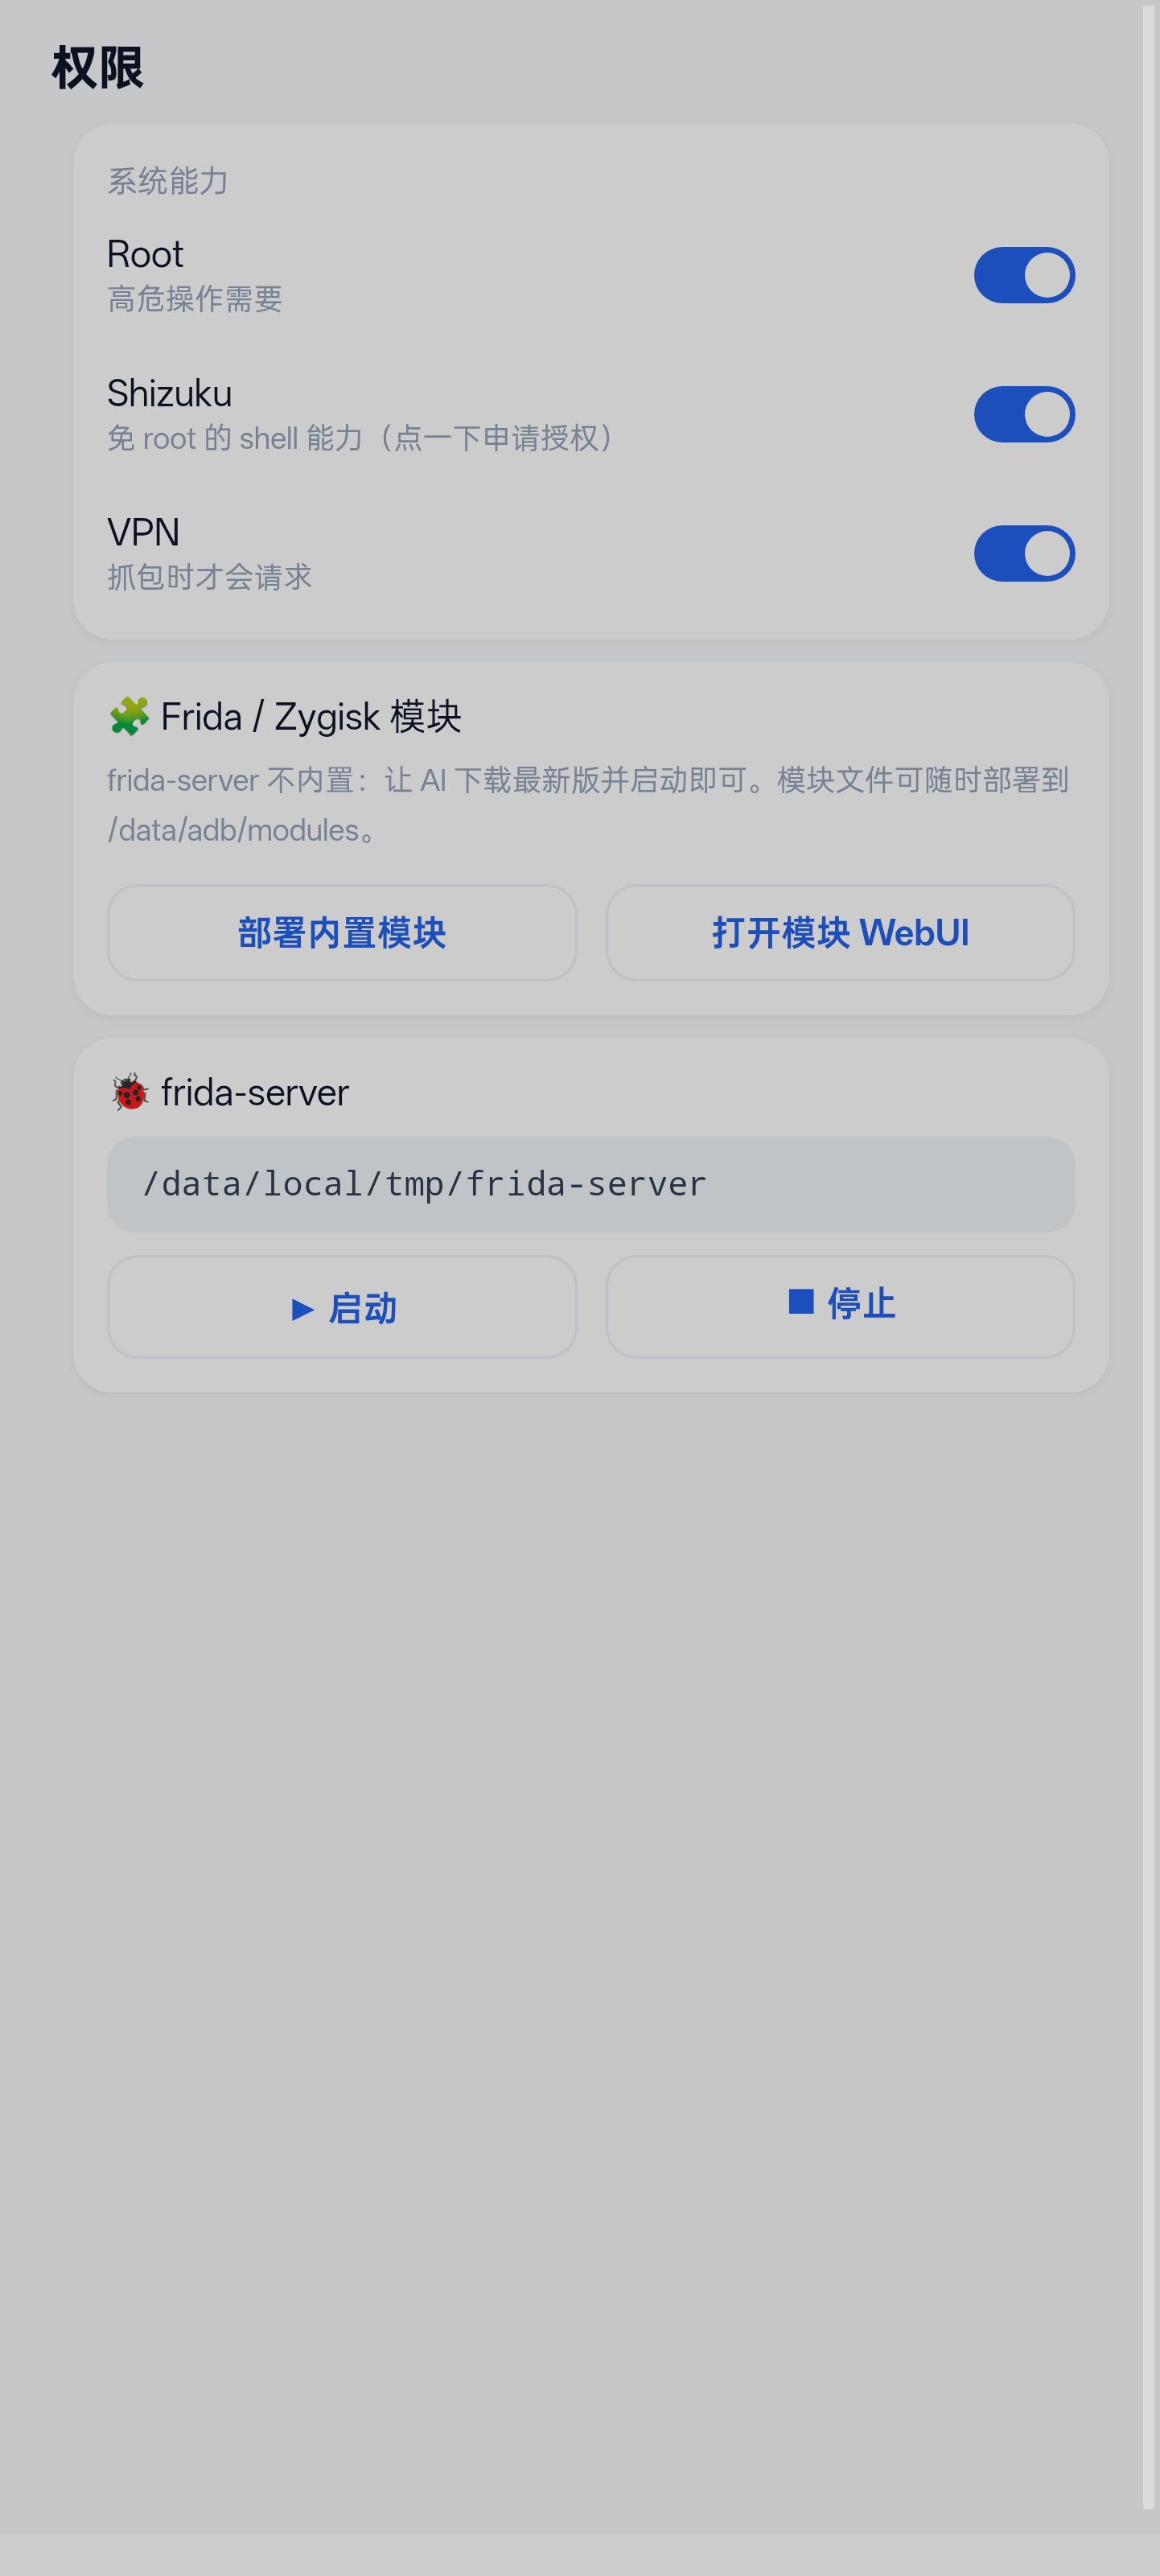 权限
系统能力
Root
高危操作需要
Shizuku
免 root 的 shell 能力（点一下申请授权）
VPN
抓包时才会请求
🧩 Frida / Zygisk 模块
frida-server 不内置：让 AI 下载最新版并启动即可。模块文件可随时部署到
/data/adb/modules。
部署内置模块
打开模块 WebUI
🐞 frida-server
/data/local/tmp/frida-server
▶ 启动
■ 停止